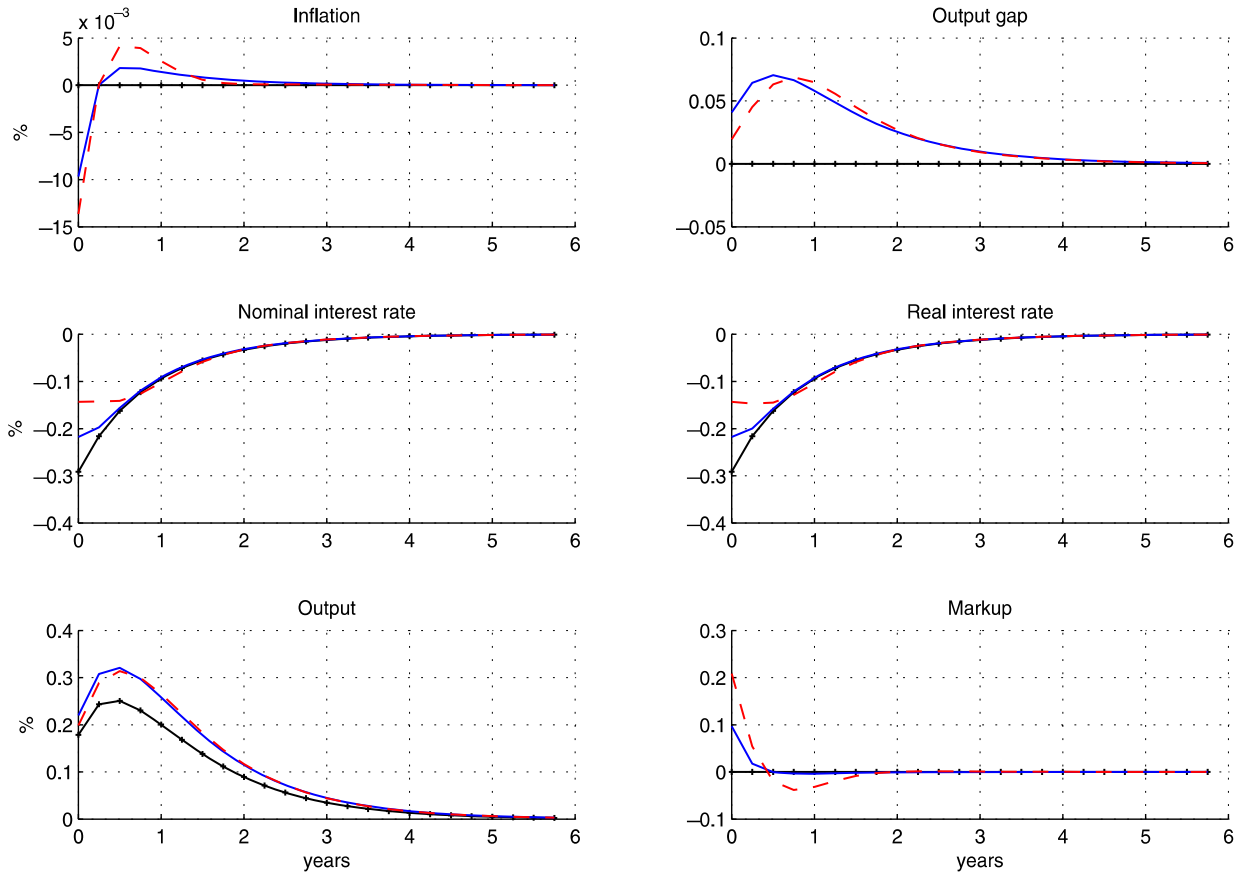 Inflation
x 10⁻³
5
0
−5
−10
−15
%
0 1 2 3 4 5 6
Output gap
0.1
0.05
0
−0.05
0 1 2 3 4 5 6
Nominal interest rate
0
−0.1
−0.2
−0.3
−0.4
%
0 1 2 3 4 5 6
Real interest rate
0
−0.1
−0.2
−0.3
−0.4
0 1 2 3 4 5 6
Output
0.4
0.3
0.2
0.1
0
%
0 1 2 3 4 5 6
years
Markup
0.3
0.2
0.1
0
−0.1
0 1 2 3 4 5 6
years